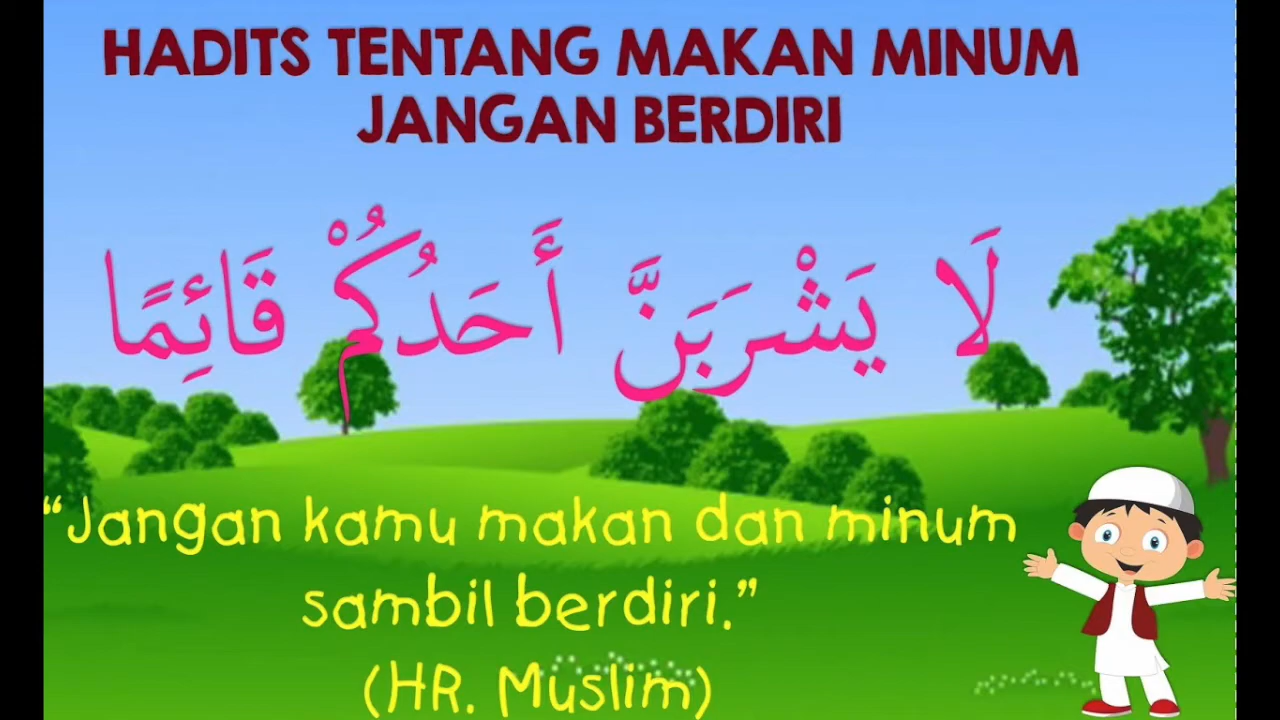 HADITS TENTANG MAKAN MINUM
JANGAN BERDIRI
لَا يَشْرَبَنَّ أَحَدُكُمْ قَائِمًا
“Jangan kamu makan dan minum
sambil berdiri.”
(HR. Muslim)